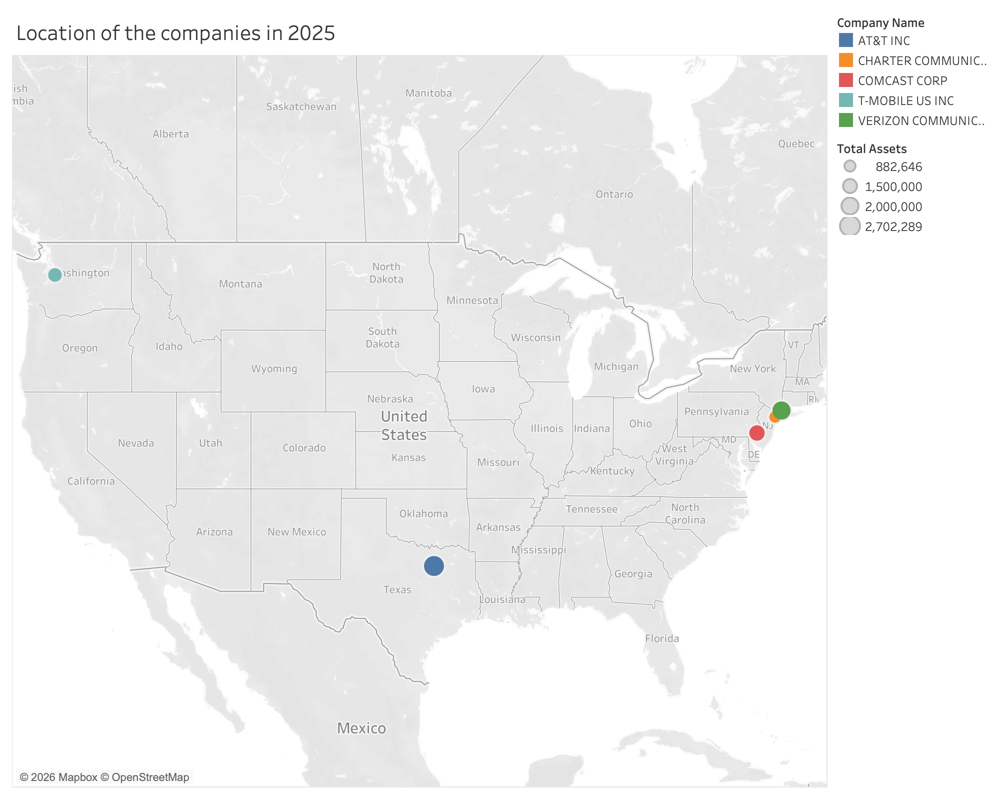 Location of the companies in 2025
Company Name
AT&T INC
CHARTER COMMUNIC..
COMCAST CORP
T-MOBILE US INC
VERIZON COMMUNIC..
Total Assets
882,646
1,500,000
2,000,000
2,702,289
ish
mbia
Alberta
Saskatchewan
Manitoba
Ontario
Quebec
ashington
Montana
North
Dakota
Minnesota
Oregon
Idaho
Wyoming
South
Dakota
Wisconsin
Michigan
New York
VT
MA
RI
Nebraska
Iowa
United
States
Illinois
Indiana
Ohio
Pennsylvania
NJ
MD
DE
Nevada
Utah
Colorado
Kansas
Missouri
West
Virginia
Kentucky
California
Arizona
New Mexico
Oklahoma
Arkansas
Tennessee
North
Carolina
Mississippi
Georgia
Texas
Louisiana
Florida
Mexico
© 2026 Mapbox © OpenStreetMap